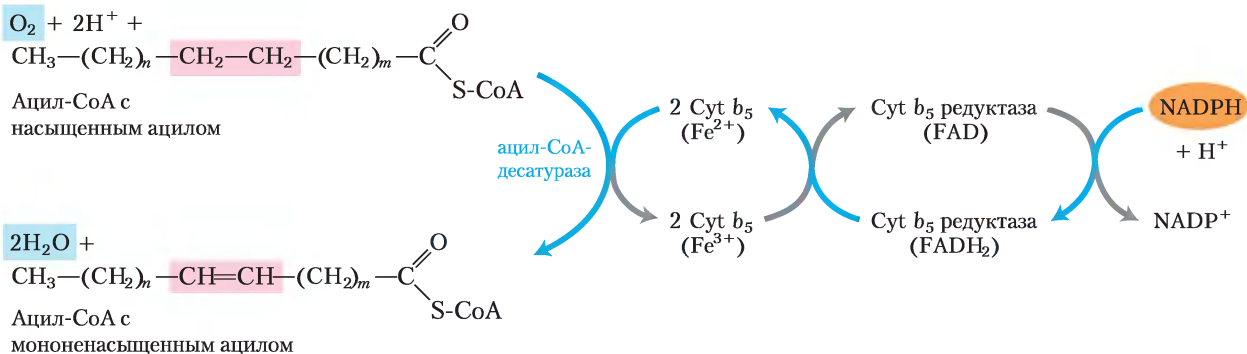 O₂ + 2H⁺ +
CH₃—(CH₂)ₙ—CH₂—CH₂—(CH₂)ₘ—C
O
S-CoA
Ацил-CoA с
насыщенным ацилом
ацил-CoA-
десатураза
2 Cyt b₅
(Fe²⁺)
Cyt b₅ редуктаза
(FAD)
NADPH
+ H⁺
2 Cyt b₅
(Fe³⁺)
Cyt b₅ редуктаза
(FADH₂)
NADP⁺
2H₂O +
CH₃—(CH₂)ₙ—CH=CH—(CH₂)ₘ—C
O
S-CoA
Ацил-CoA с
мононенасыщенным ацилом